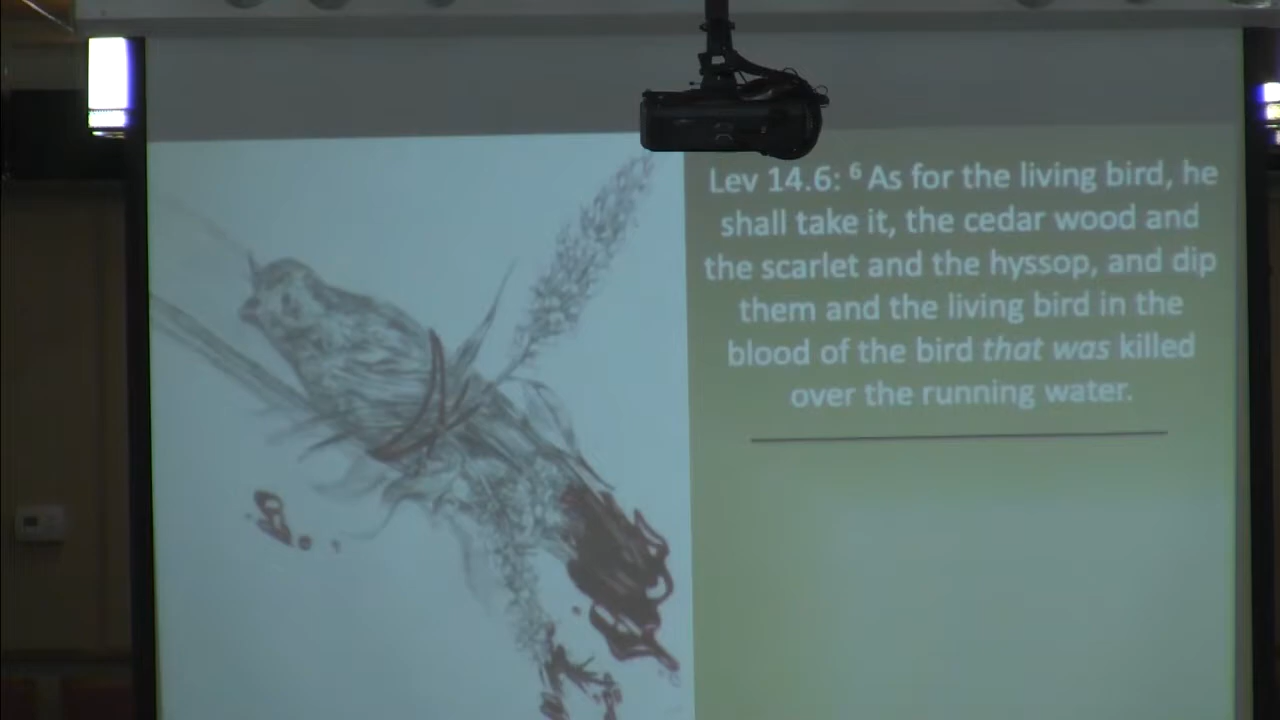 Lev 14.6: ⁶ As for the living bird, he
shall take it, the cedar wood and
the scarlet and the hyssop, and dip
them and the living bird in the
blood of the bird that was killed
over the running water.